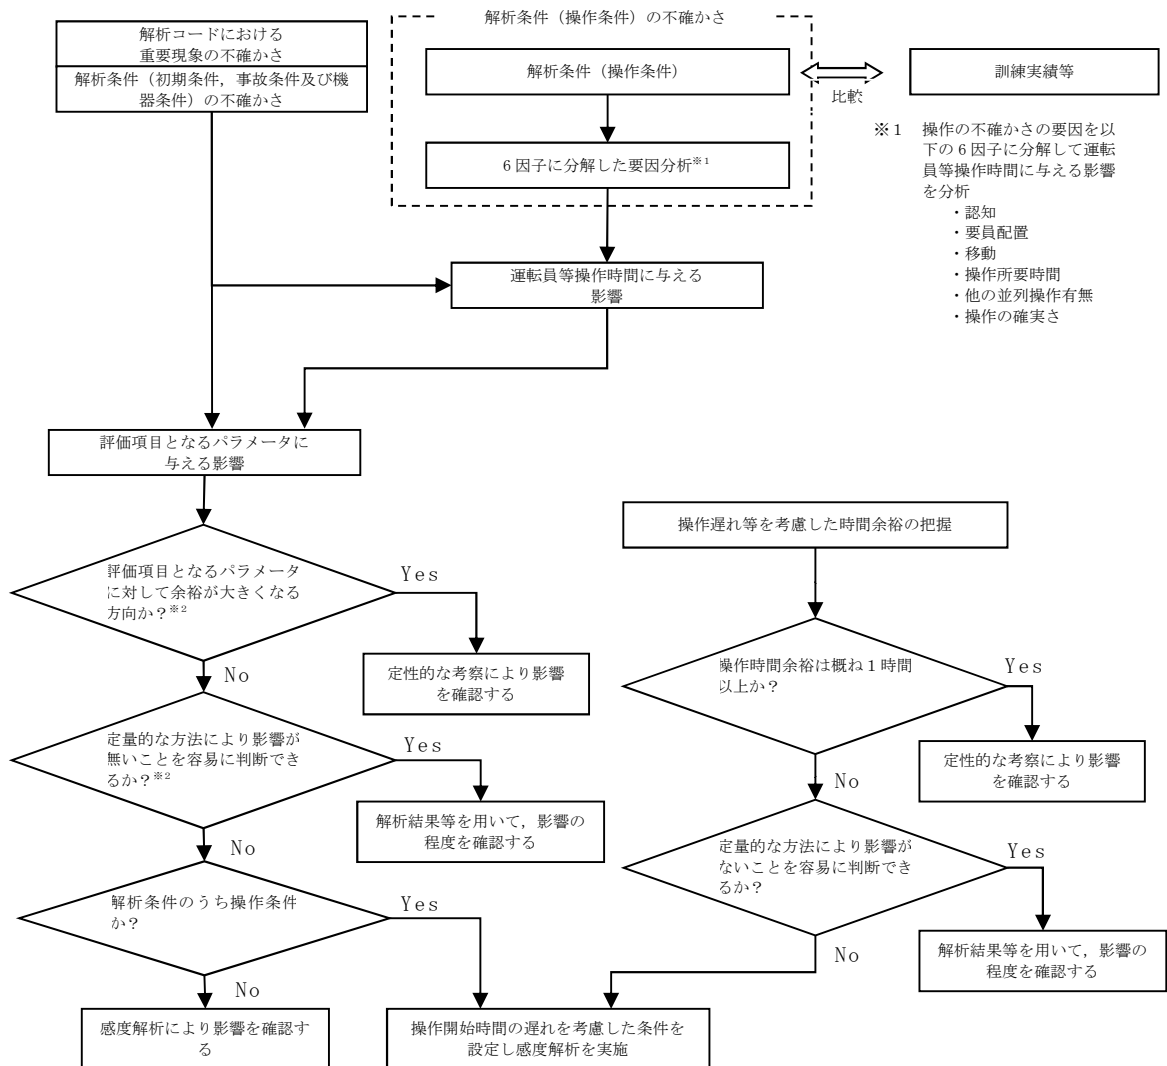 解析コードにおける
重要現象の不確かさ
解析条件（初期条件，事故条件及び機
器条件）の不確かさ
解析条件（操作条件）の不確かさ
解析条件（操作条件）
比較
訓練実績等
6因子に分解した要因分析※1
※1　操作の不確かさの要因を以
下の6因子に分解して運転
員等操作時間に与える影響
を分析
・認知
・要員配置
・移動
・操作所要時間
・他の並列操作有無
・操作の確実さ
運転員等操作時間に与える
影響
評価項目となるパラメータに
与える影響
評価項目となるパラメータ
に対して余裕が大きくなる
方向か？※2
Yes
No
定性的な考察により影響
を確認する
定量的な方法により影響が
無いことを容易に判断でき
るか？※2
Yes
No
解析結果等を用いて，影響の
程度を確認する
解析条件のうち操作条件
か？
Yes
No
感度解析により影響を確認す
る
操作開始時間の遅れを考慮した条件を
設定し感度解析を実施
操作遅れ等を考慮した時間余裕の把握
操作時間余裕は概ね1時間
以上か？
Yes
No
定性的な考察により影響
を確認する
定量的な方法により影響が
ないことを容易に判断でき
るか？
Yes
No
解析結果等を用いて，影響の
程度を確認する